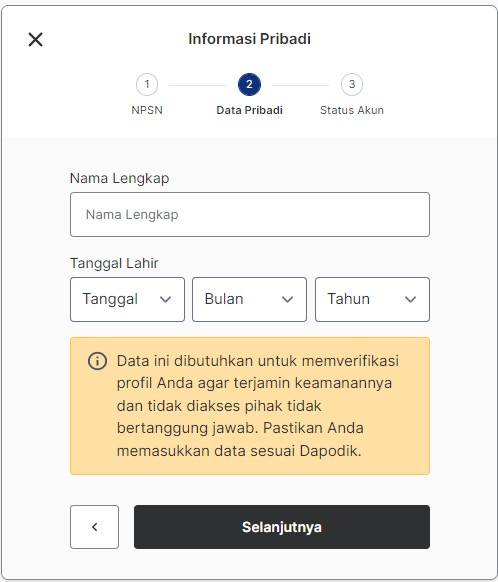 Informasi Pribadi
1 2 3
NPSN Data Pribadi Status Akun
Nama Lengkap
Nama Lengkap
Tanggal Lahir
Tanggal Bulan Tahun
Data ini dibutuhkan untuk memverifikasi
profil Anda agar terjamin keamanannya
dan tidak diakses pihak tidak
bertanggung jawab. Pastikan Anda
memasukkan data sesuai Dapodik.
Selanjutnya